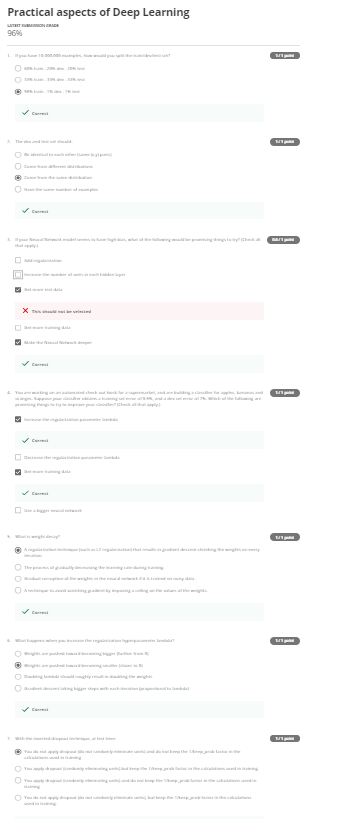 Practical aspects of Deep Learning
LATEST SUBMISSION GRADE
96%
1. If you have 10,000,000 examples, how would you split the train/dev/test set? 1 / 1 point
60% train . 20% dev . 20% test
33% train . 33% dev . 33% test
98% train . 1% dev . 1% test
Correct
2. The dev and test set should: 1 / 1 point
Be identical to each other (same (x,y) pairs)
Come from different distributions
Come from the same distribution
Have the same number of examples
Correct
3. If your Neural Network model seems to have high bias, what of the following would be promising things to try? (Check all
that apply.)
Add regularization
Increase the number of units in each hidden layer
Get more test data
This should not be selected
Get more training data
Make the Neural Network deeper
Correct
4. You are working on an automated check-out kiosk for a supermarket, and are building a classifier for apples, bananas and 1 / 1 point
oranges. Suppose your classifier obtains a training set error of 0.5%, and a dev set error of 7%. Which of the following are
promising things to try to improve your classifier? (Check all that apply.)
Increase the regularization parameter lambda
Correct
Decrease the regularization parameter lambda
Get more training data
Correct
Use a bigger neural network
5. What is weight decay? 1 / 1 point
A regularization technique (such as L2 regularization) that results in gradient descent shrinking the weights on every
iteration.
The process of gradually decreasing the learning rate during training.
Gradual corruption of the weights in the neural network if it is trained on noisy data.
A technique to avoid vanishing gradient by imposing a ceiling on the values of the weights.
Correct
6. What happens when you increase the regularization hyperparameter lambda? 1 / 1 point
Weights are pushed toward becoming bigger (further from 0)
Weights are pushed toward becoming smaller (closer to 0)
Doubling lambda should roughly result in doubling the weights
Gradient descent taking bigger steps with each iteration (proportional to lambda)
Correct
7. With the inverted dropout technique, at test time: 1 / 1 point
You do not apply dropout (do not randomly eliminate units) and do not keep the 1/keep_prob factor in the
calculations used in training
You apply dropout (randomly eliminating units) but keep the 1/keep_prob factor in the calculations used in training.
You apply dropout (randomly eliminating units) and do not keep the 1/keep_prob factor in the calculations used in
training
You do not apply dropout (do not randomly eliminate units), but keep the 1/keep_prob factor in the calculations used
in training.